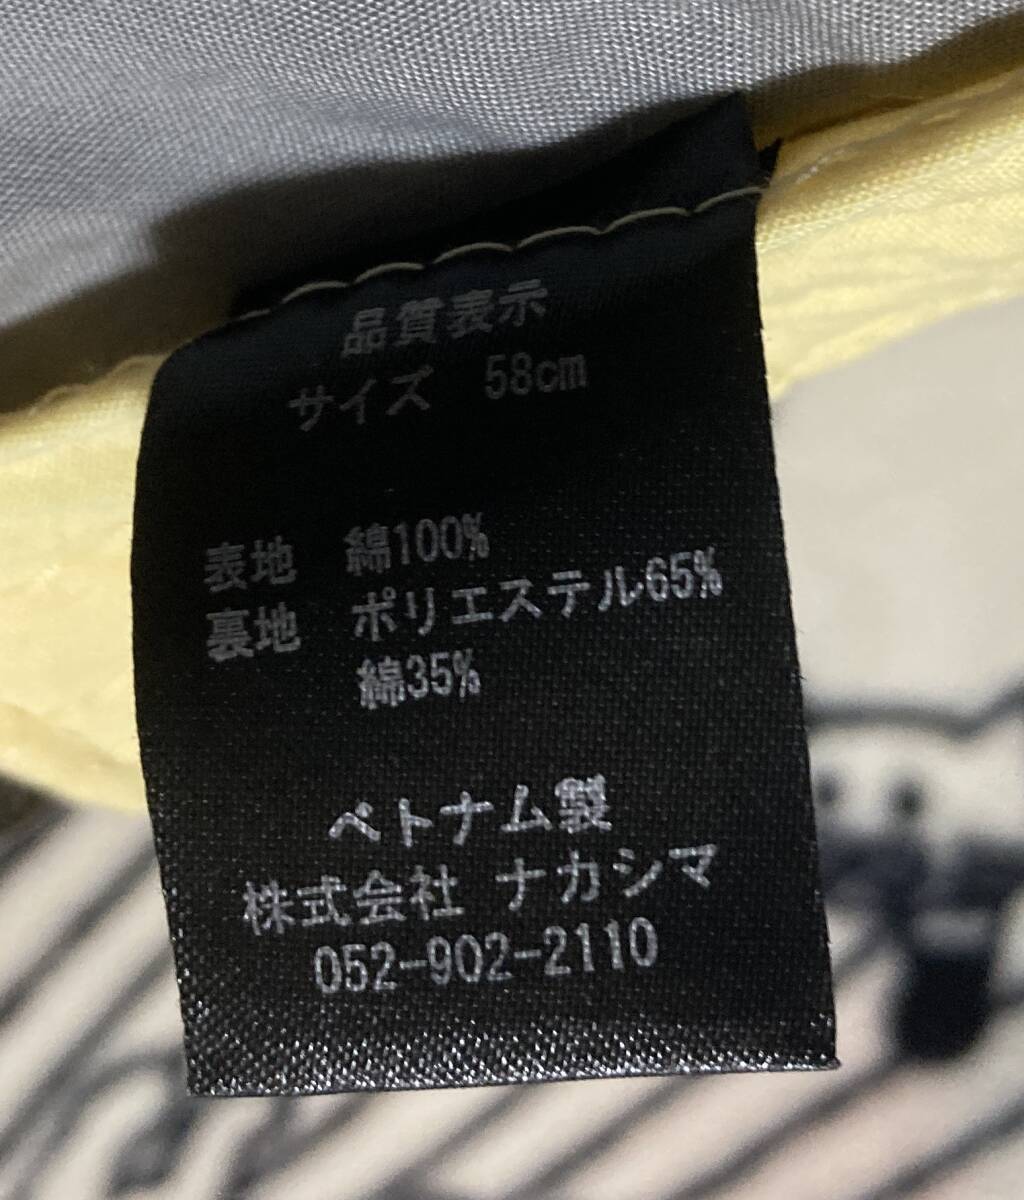 品質表示
サイズ 58cm
表地 綿100%
裏地 ポリエステル65%
綿35%
ベトナム製
株式会社 ナカシマ
052-902-2110